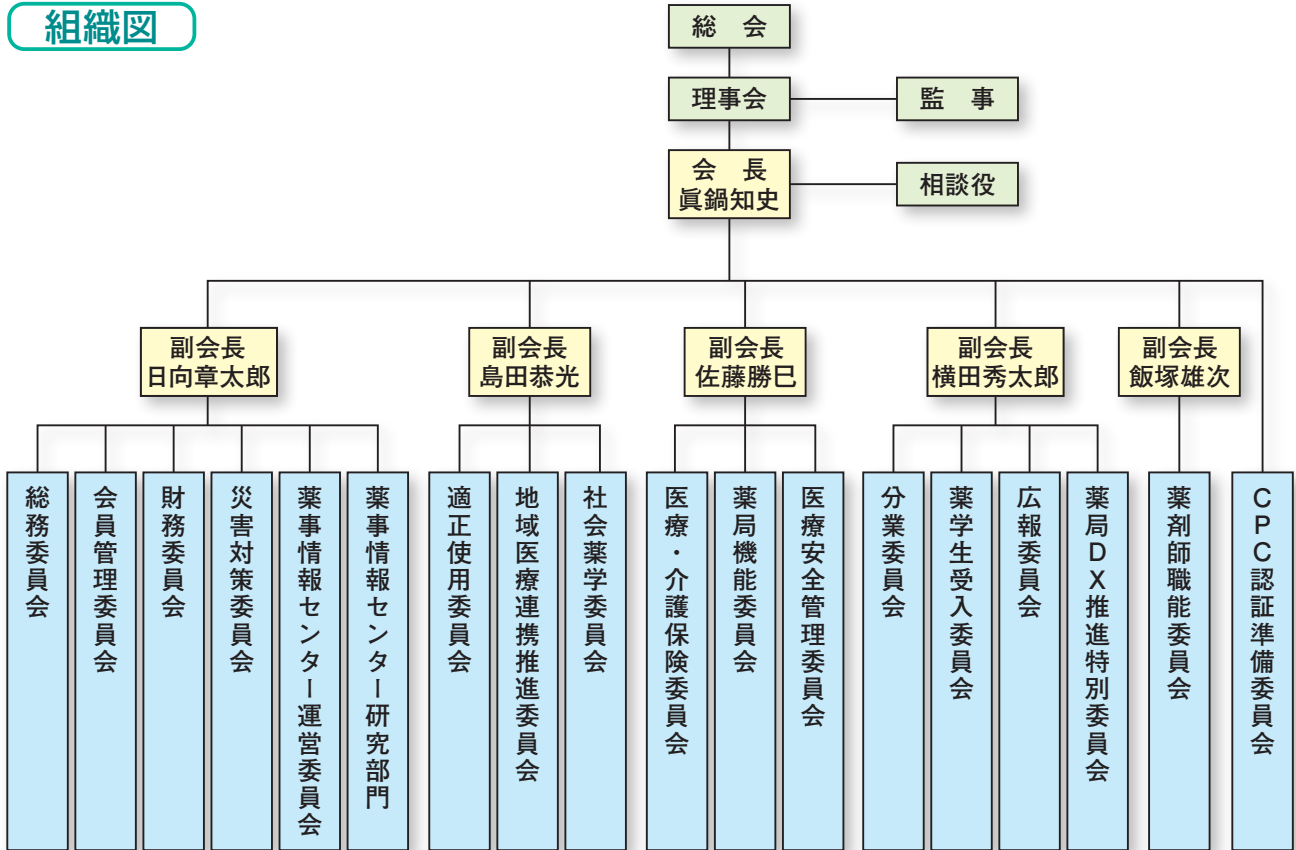 組織図
総　会
理事会
監　事
会　長
眞鍋知史
相談役
副会長
日向章太郎
副会長
島田恭光
副会長
佐藤勝巳
副会長
横田秀太郎
副会長
飯塚雄次
総務委員会
会員管理委員会
財務委員会
災害対策委員会
薬事情報センター運営委員会
薬事情報センター研究部門
適正使用委員会
地域医療連携推進委員会
社会薬学委員会
医療・介護保険委員会
薬局機能委員会
医療安全管理委員会
分業委員会
薬学生受入委員会
広報委員会
薬局DX推進特別委員会
薬剤師職能委員会
CPC認証準備委員会